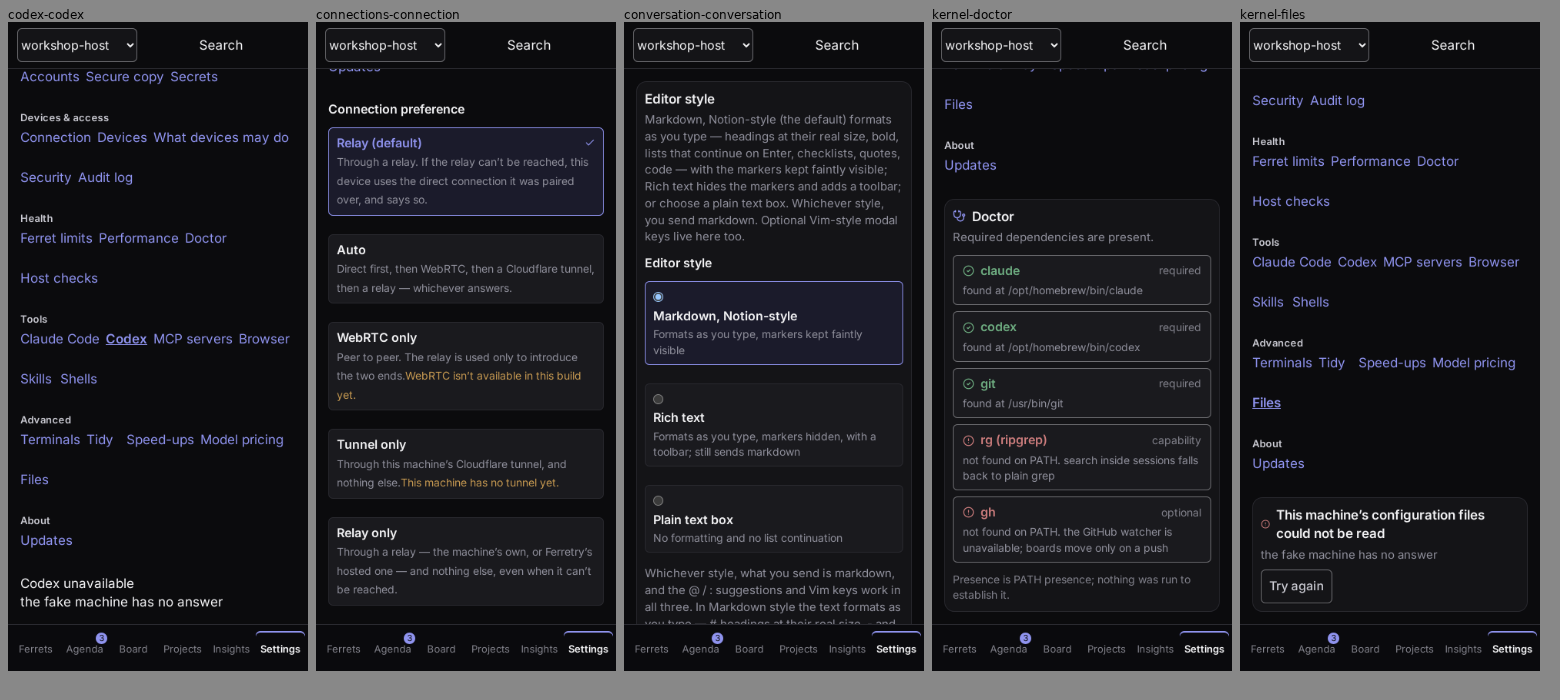 codex-codex
workshop-host
Search
Accounts Secure copy Secrets
Devices & access
Connection Devices What devices may do
Security Audit log
Health
Ferret limits Performance Doctor
Host checks
Tools
Claude Code Codex MCP servers Browser
Skills Shells
Advanced
Terminals Tidy Speed-ups Model pricing
Files
About
Updates
Codex unavailable
the fake machine has no answer
3
Ferrets Agenda Board Projects Insights Settings
connections-connection
workshop-host
Search
Updates
Connection preference
Relay (default)
Through a relay. If the relay can't be reached, this
device uses the direct connection it was paired
over, and says so.
Auto
Direct first, then WebRTC, then a Cloudflare tunnel,
then a relay — whichever answers.
WebRTC only
Peer to peer. The relay is used only to introduce
the two ends.WebRTC isn't available in this build
yet.
Tunnel only
Through this machine's Cloudflare tunnel, and
nothing else.This machine has no tunnel yet.
Relay only
Through a relay — the machine's own, or Ferretry's
hosted one — and nothing else, even when it can't
be reached.
3
Ferrets Agenda Board Projects Insights Settings
conversation-conversation
workshop-host
Search
Editor style
Markdown, Notion-style (the default) formats
as you type — headings at their real size, bold,
lists that continue on Enter, checklists, quotes,
code — with the markers kept faintly visible;
Rich text hides the markers and adds a toolbar;
or choose a plain text box. Whichever style,
you send markdown. Optional Vim-style modal
keys live here too.
Editor style
Markdown, Notion-style
Formats as you type, markers kept faintly
visible
Rich text
Formats as you type, markers hidden, with a
toolbar; still sends markdown
Plain text box
No formatting and no list continuation
Whichever style, what you send is markdown,
and the @ / : suggestions and Vim keys work in
all three. In Markdown style the text formats as
you type — # headings at their real size, - and
3
Ferrets Agenda Board Projects Insights Settings
kernel-doctor
workshop-host
Search
Files
About
Updates
Doctor
Required dependencies are present.
claude required
found at /opt/homebrew/bin/claude
codex required
found at /opt/homebrew/bin/codex
git required
found at /usr/bin/git
rg (ripgrep) capability
not found on PATH. search inside sessions falls
back to plain grep
gh optional
not found on PATH. the GitHub watcher is
unavailable; boards move only on a push
Presence is PATH presence; nothing was run to
establish it.
3
Ferrets Agenda Board Projects Insights Settings
kernel-files
workshop-host
Search
Security Audit log
Health
Ferret limits Performance Doctor
Host checks
Tools
Claude Code Codex MCP servers Browser
Skills Shells
Advanced
Terminals Tidy Speed-ups Model pricing
Files
About
Updates
This machine's configuration files
could not be read
the fake machine has no answer
Try again
3
Ferrets Agenda Board Projects Insights Settings